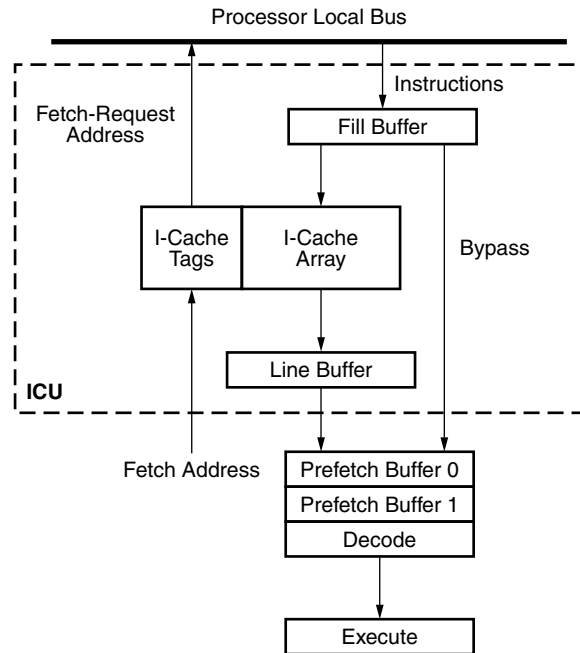 Processor Local Bus
Instructions
Fetch-Request
Address
Fill Buffer
I-Cache
Tags
I-Cache
Array
Bypass
Line Buffer
ICU
Fetch Address
Prefetch Buffer 0
Prefetch Buffer 1
Decode
Execute